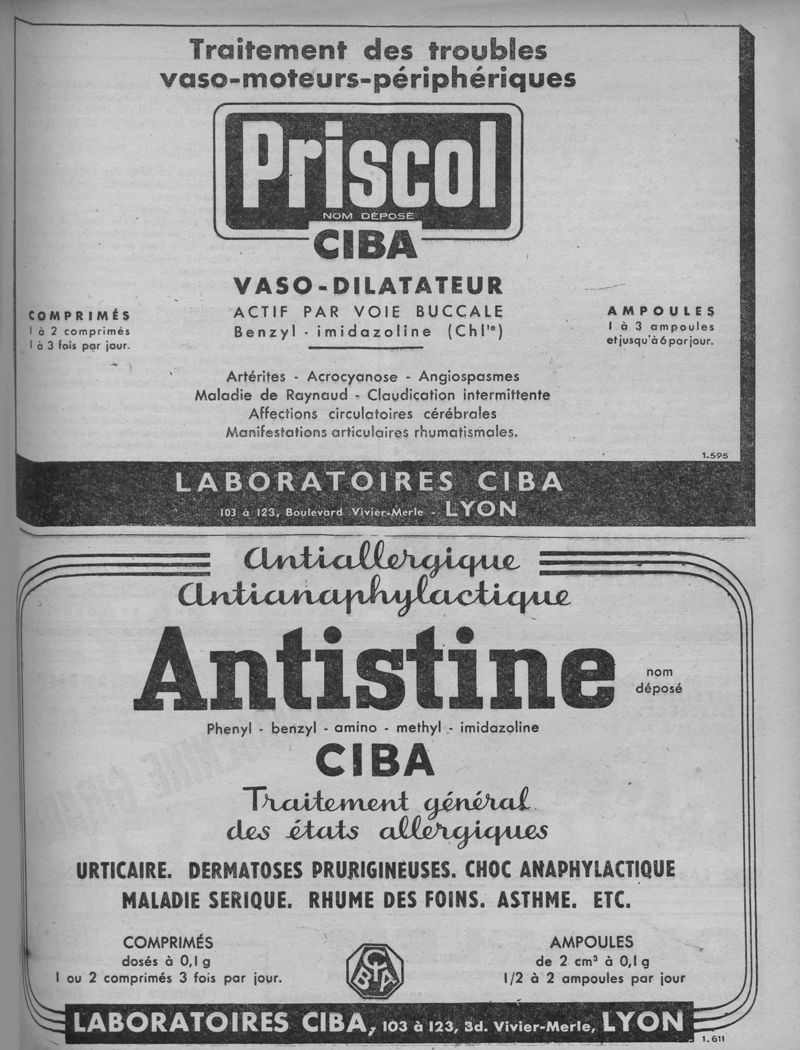 Traitement des troubles
vaso-moteurs-périphériques
Priscol
NOM DÉPOSÉ
CIBA
VASO-DILATATEUR
ACTIF PAR VOIE BUCCALE
Benzyl - imidazoline (Chlʰᵉ)
COMPRIMÉS
1 à 2 comprimés
1 à 3 fois par jour.
AMPOULES
1 à 3 ampoules
et jusqu'à 6 par jour.
Artérites - Acrocyanose - Angiospasmes
Maladie de Raynaud - Claudication intermittente
Affections circulatoires cérébrales
Manifestations articulaires rhumatismales.
1-595
LABORATOIRES CIBA
103 à 123, Boulevard Vivier-Merle - LYON
Antiallergique
Antianaphylactique
Antistine
nom
déposé
Phenyl - benzyl - amino - methyl - imidazoline
CIBA
Traitement général
des états allergiques
URTICAIRE. DERMATOSES PRURIGINEUSES. CHOC ANAPHYLACTIQUE
MALADIE SERIQUE. RHUME DES FOINS. ASTHME. ETC.
COMPRIMÉS
dosés à 0,1 g
1 ou 2 comprimés 3 fois par jour.
CIBA
AMPOULES
de 2 cm³ à 0,1 g
1/2 à 2 ampoules par jour
LABORATOIRES CIBA, 103 à 123, Bd. Vivier-Merle, LYON
1-611